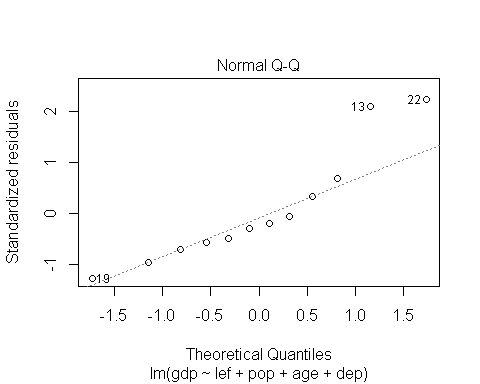 Normal Q-Q
Standardized residuals
2
1
0
-1
13
22
19
-1.5 -1.0 -0.5 0.0 0.5 1.0 1.5
Theoretical Quantiles
lm(gdp ~ lef + pop + age + dep)